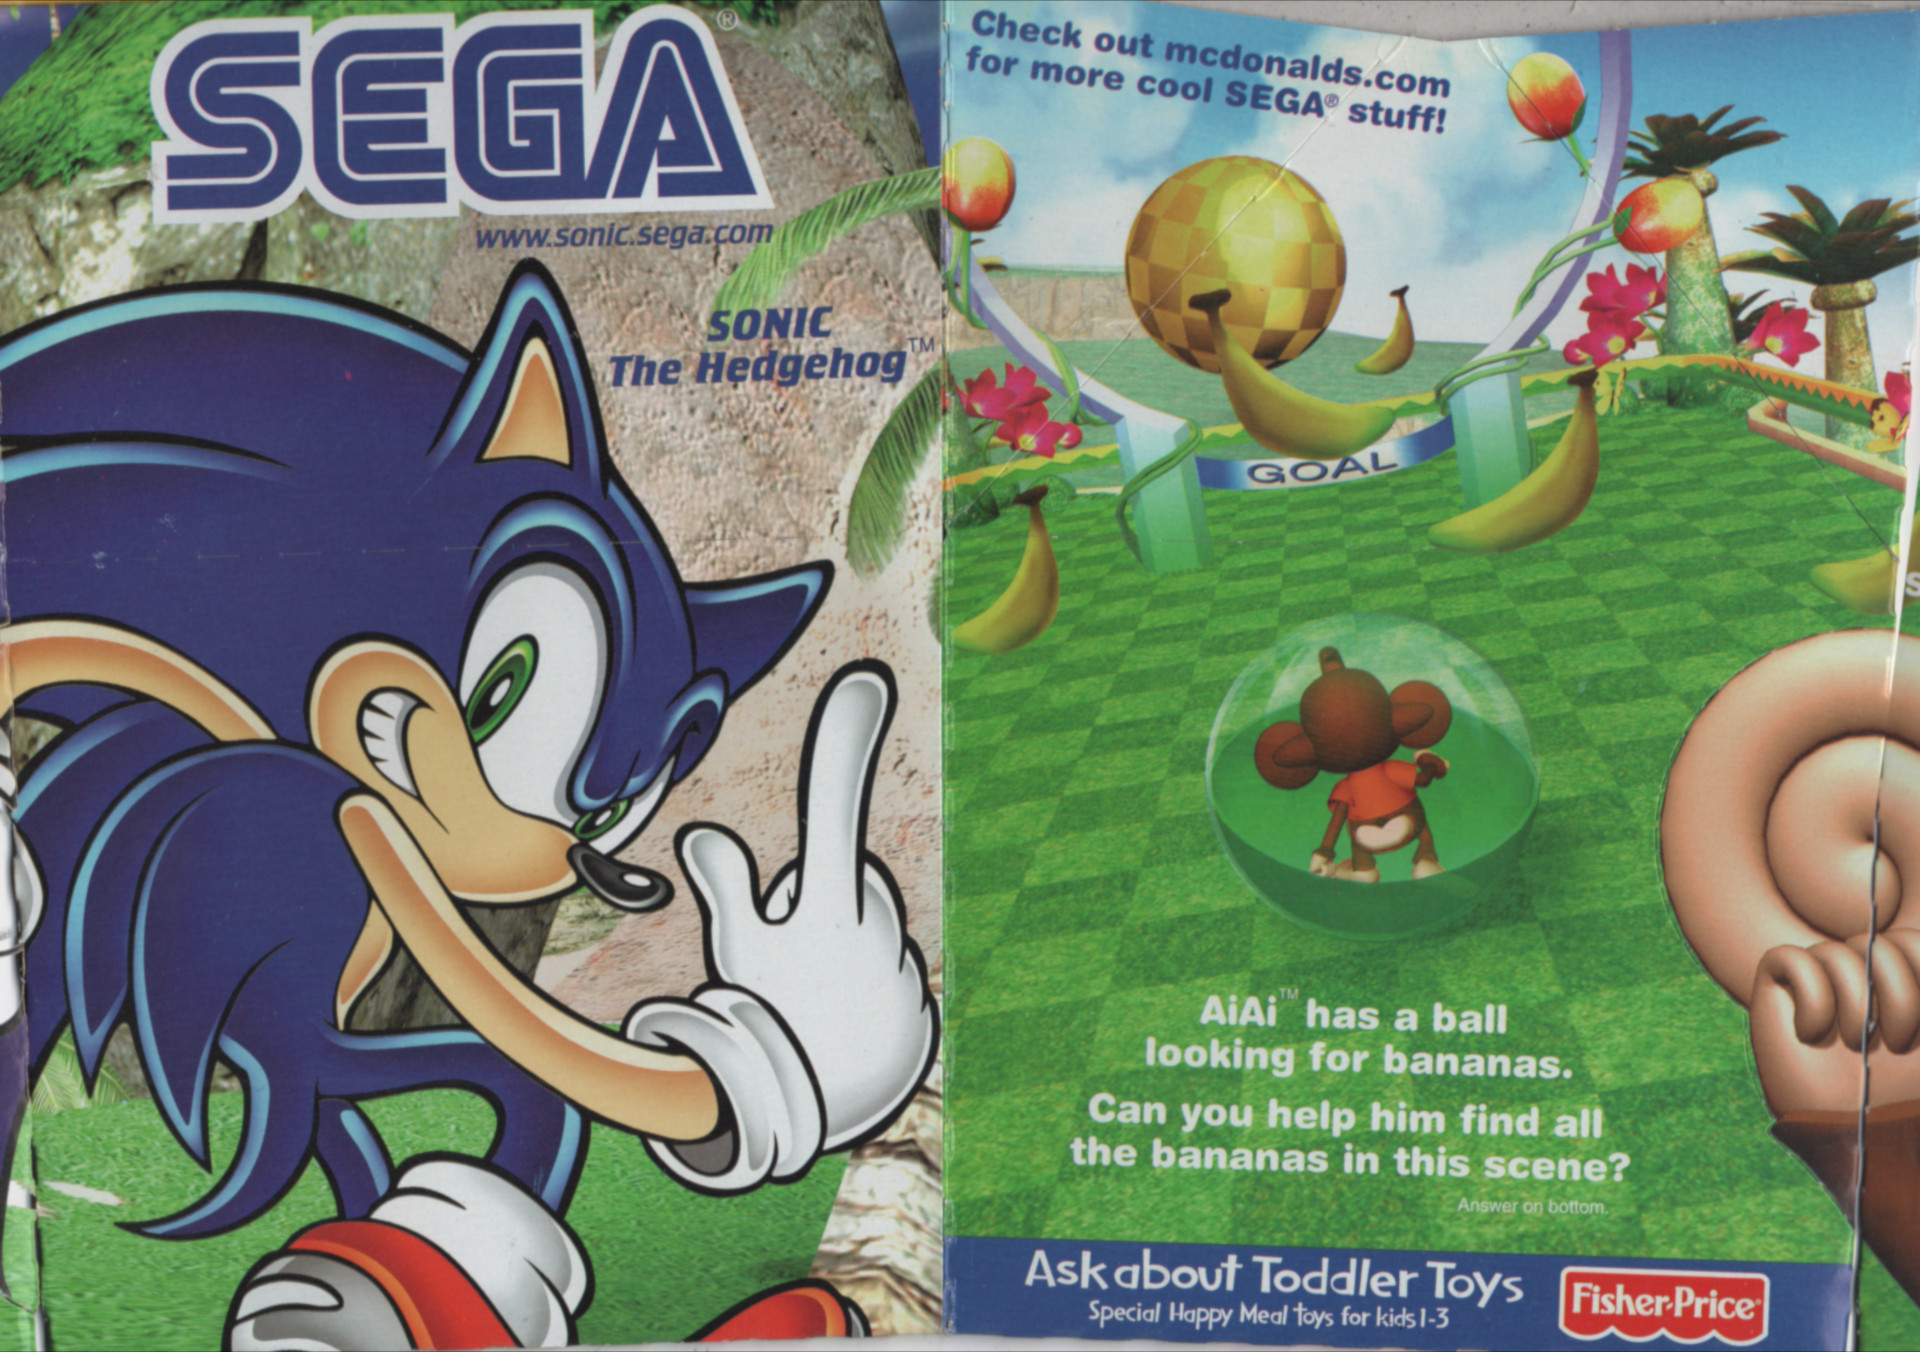 SEGA®
www.sonic.sega.com
SONIC
The Hedgehog™
Check out mcdonalds.com
for more cool SEGA® stuff!
GOAL
AiAi™ has a ball
looking for bananas.
Can you help him find all
the bananas in this scene?
Answer on bottom.
Ask about Toddler Toys
Special Happy Meal toys for kids 1-3
Fisher-Price®